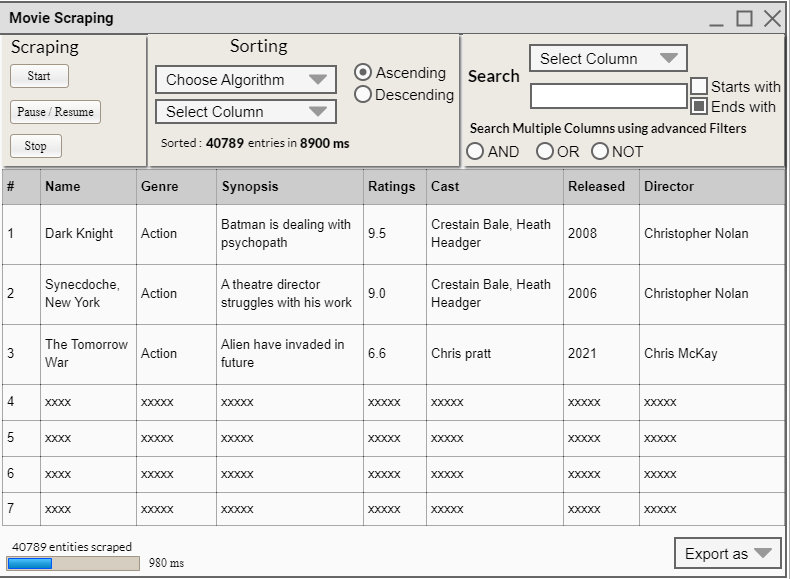 Movie Scraping
Scraping
Start
Pause / Resume
Stop
Sorting
Choose Algorithm
Select Column
Ascending
Descending
Sorted : 40789 entries in 8900 ms
Search
Select Column
Starts with
Ends with
Search Multiple Columns using advanced Filters
AND OR NOT
# Name Genre Synopsis Ratings Cast Released Director
1 Dark Knight Action Batman is dealing with psychopath 9.5 Crestain Bale, Heath Headger 2008 Christopher Nolan
2 Synecdoche, New York Action A theatre director struggles with his work 9.0 Crestain Bale, Heath Headger 2006 Christopher Nolan
3 The Tomorrow War Action Alien have invaded in future 6.6 Chris pratt 2021 Chris McKay
4 xxxx xxxxx xxxxx xxxxx xxxxx xxxxx xxxxx
5 xxxx xxxxx xxxxx xxxxx xxxxx xxxxx xxxxx
6 xxxx xxxxx xxxxx xxxxx xxxxx xxxxx xxxxx
7 xxxx xxxxx xxxxx xxxxx xxxxx xxxxx xxxxx
40789 entities scraped
980 ms
Export as